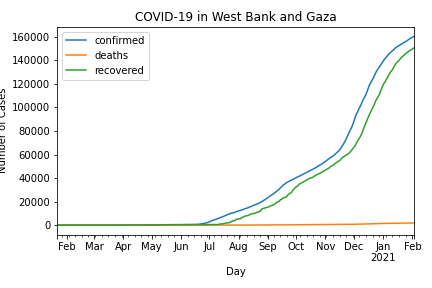 COVID-19 in West Bank and Gaza
160000
140000
120000
100000
80000
60000
40000
20000
0
Number of Cases
confirmed
deaths
recovered
Feb Mar Apr May Jun Jul Aug Sep Oct Nov Dec Jan Feb
2021
Day